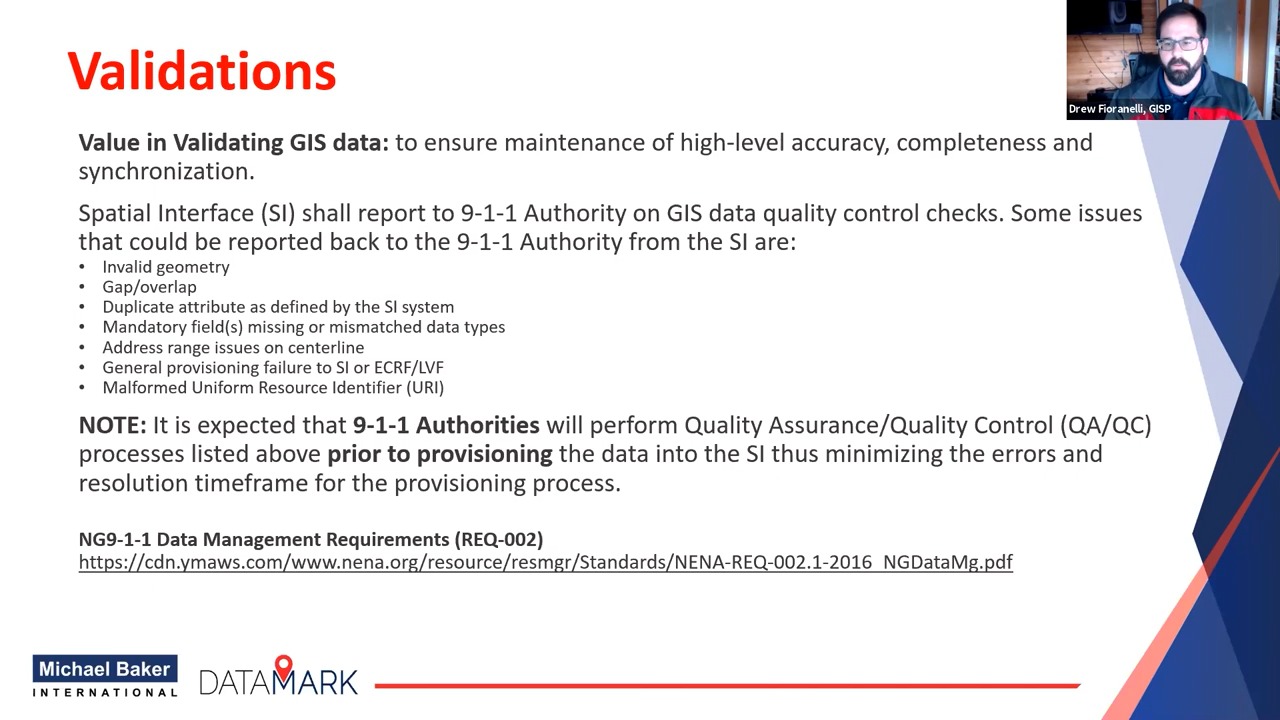 Validations
Drew Fioranelli, GISP
Value in Validating GIS data: to ensure maintenance of high-level accuracy, completeness and
synchronization.
Spatial Interface (SI) shall report to 9-1-1 Authority on GIS data quality control checks. Some issues
that could be reported back to the 9-1-1 Authority from the SI are:
• Invalid geometry
• Gap/overlap
• Duplicate attribute as defined by the SI system
• Mandatory field(s) missing or mismatched data types
• Address range issues on centerline
• General provisioning failure to SI or ECRF/LVF
• Malformed Uniform Resource Identifier (URI)
NOTE: It is expected that 9-1-1 Authorities will perform Quality Assurance/Quality Control (QA/QC)
processes listed above prior to provisioning the data into the SI thus minimizing the errors and
resolution timeframe for the provisioning process.
NG9-1-1 Data Management Requirements (REQ-002)
https://cdn.ymaws.com/www.nena.org/resource/resmgr/Standards/NENA-REQ-002.1-2016_NGDataMg.pdf
Michael Baker
INTERNATIONAL
DATAMARK